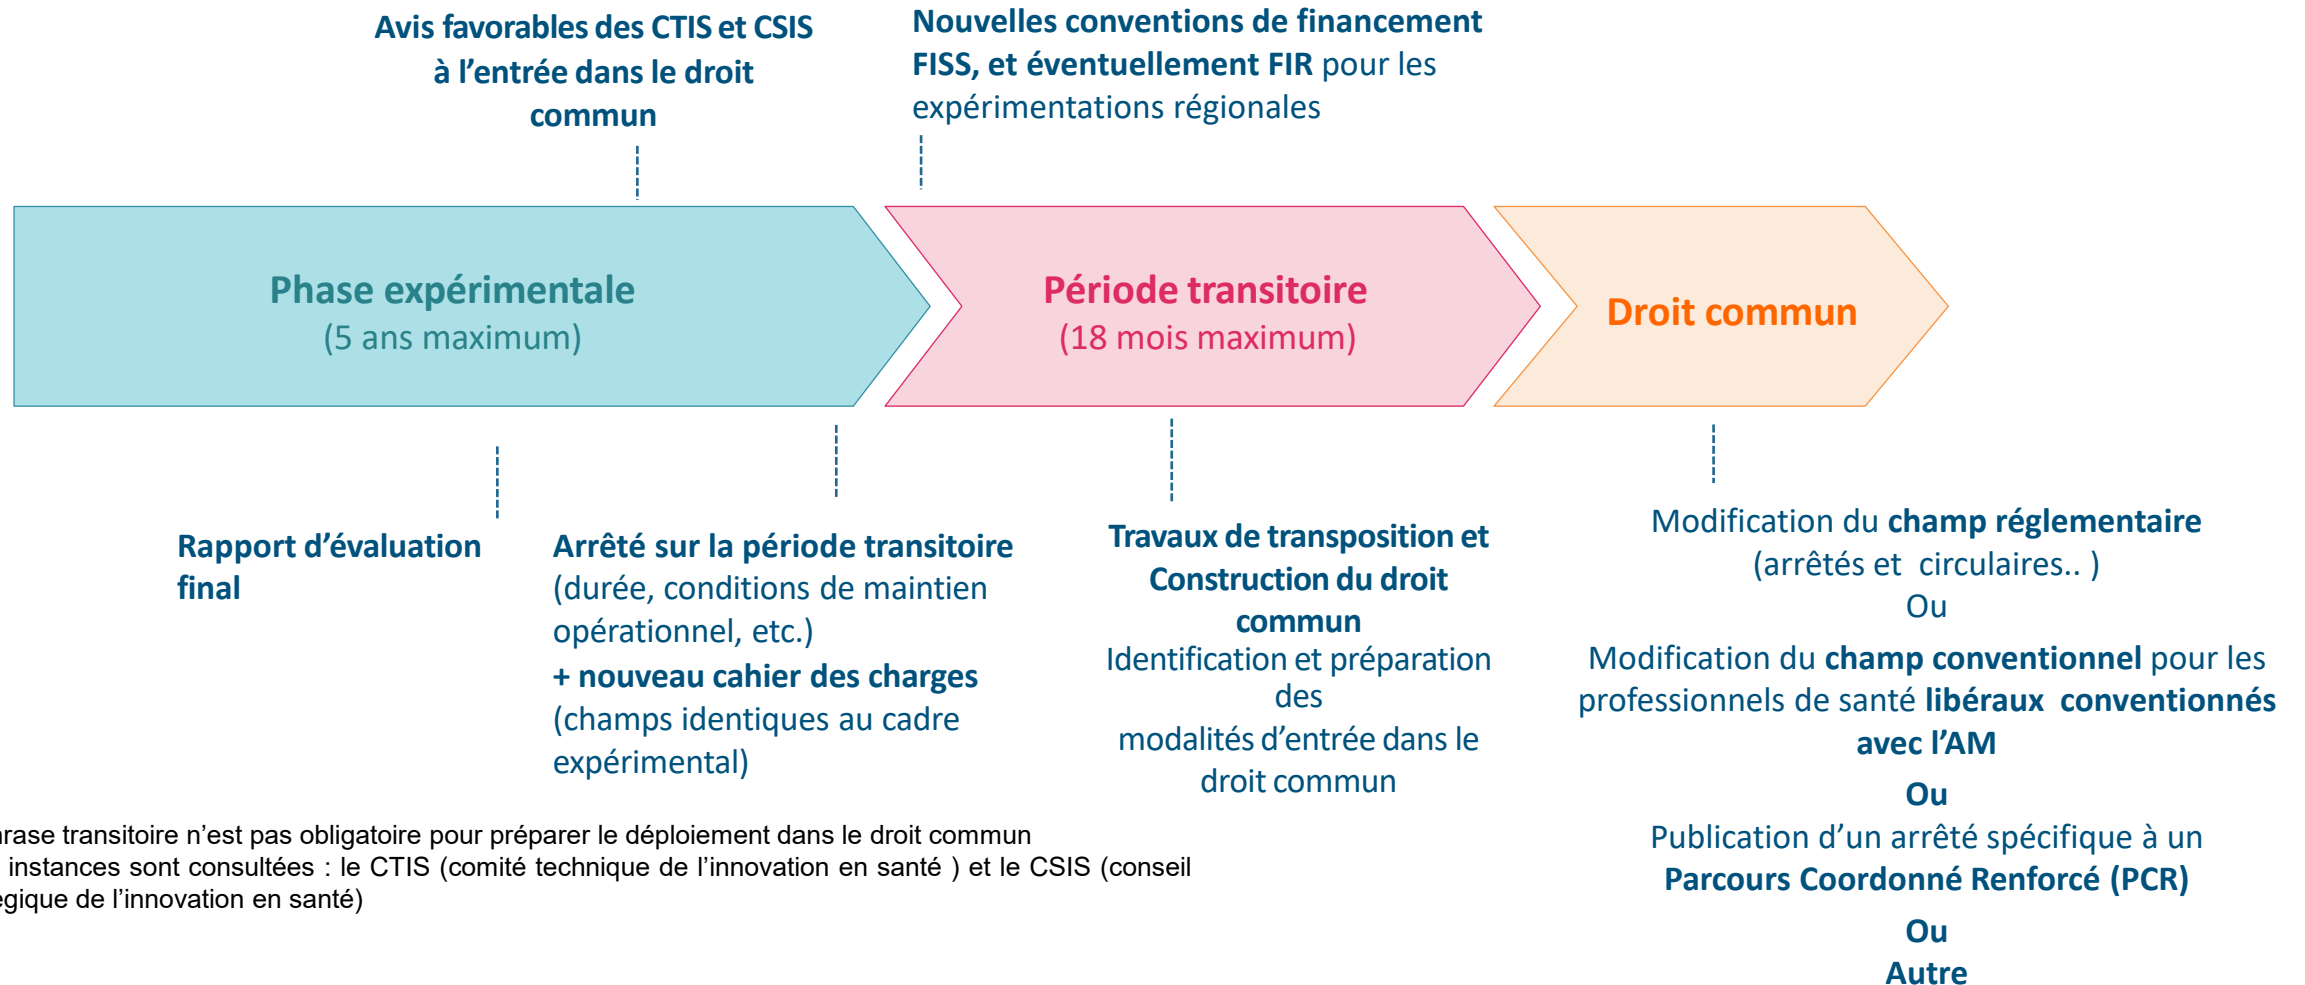 Avis favorables des CTIS et CSIS
à l’entrée dans le droit
commun
Nouvelles conventions de financement
FISS, et éventuellement FIR pour les
expérimentations régionales
Phase expérimentale
(5 ans maximum)
Période transitoire
(18 mois maximum)
Droit commun
Rapport d’évaluation
final
Arrêté sur la période transitoire
(durée, conditions de maintien
opérationnel, etc.)
+ nouveau cahier des charges
(champs identiques au cadre
expérimental)
Travaux de transposition et
Construction du droit
commun
Identification et préparation
des
modalités d’entrée dans le
droit commun
Modification du champ réglementaire
(arrêtés et circulaires.. )
Ou
Modification du champ conventionnel pour les
professionnels de santé libéraux conventionnés
avec l’AM
Ou
Publication d’un arrêté spécifique à un
Parcours Coordonné Renforcé (PCR)
Ou
Autre
transitoire n’est pas obligatoire pour préparer le déploiement dans le droit commun
instances sont consultées : le CTIS (comité technique de l’innovation en santé ) et le CSIS (conseil
de l’innovation en santé)